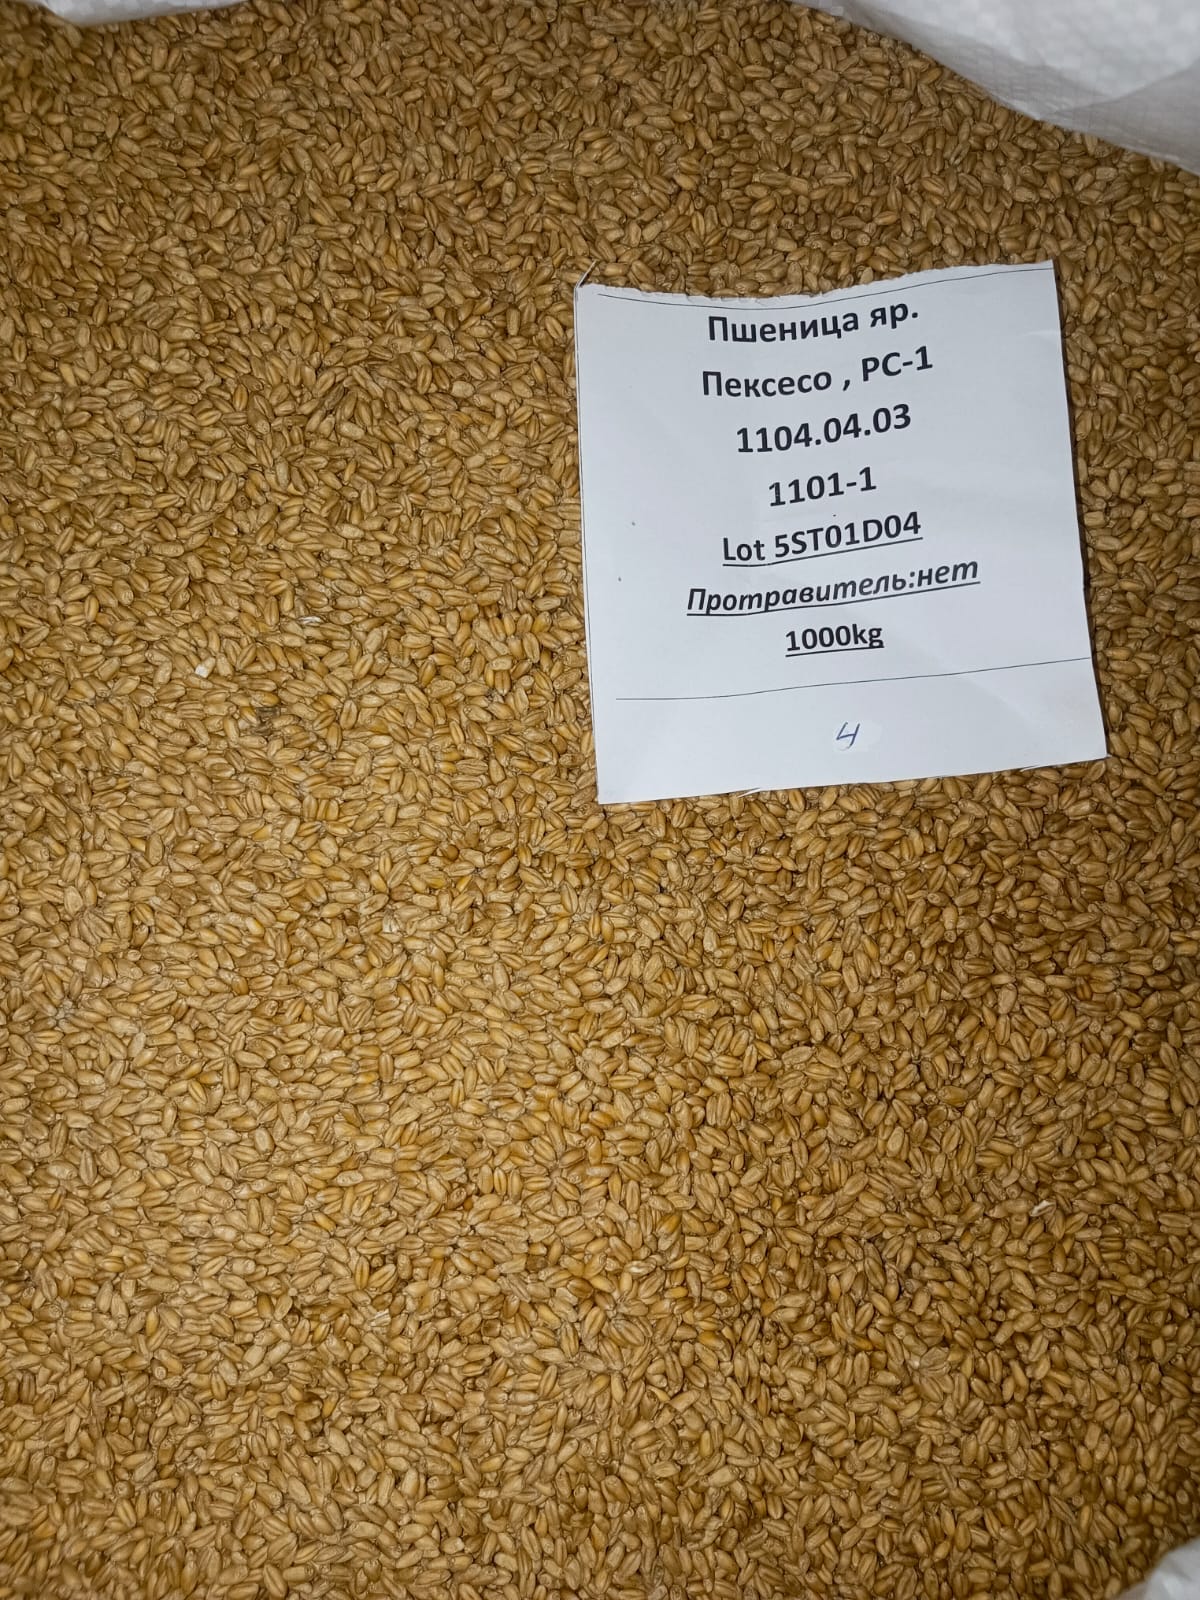 Пшеница яр.
Пексесо , РС-1
1104.04.03
1101-1
Lot 5ST01D04
Протравитель:нет
1000kg
4